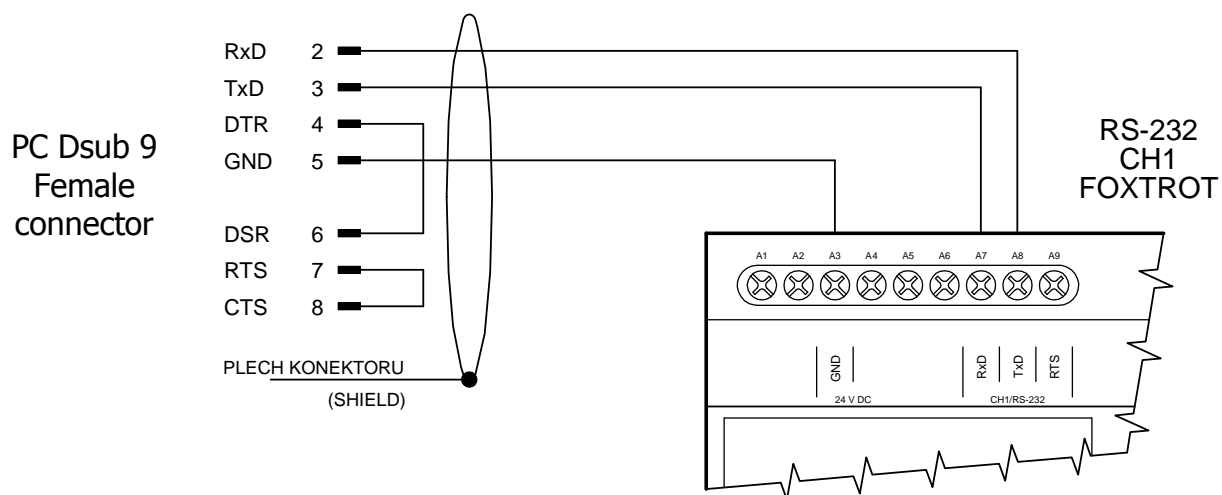 RxD 2
TxD 3
DTR 4
GND 5
DSR 6
RTS 7
CTS 8
PC Dsub 9
Female
connector
PLECH KONEKTORU
(SHIELD)
RS-232
CH1
FOXTROT
A1 A2 A3 A4 A5 A6 A7 A8 A9
GND RxD TxD RTS
24 V DC CH1/RS-232